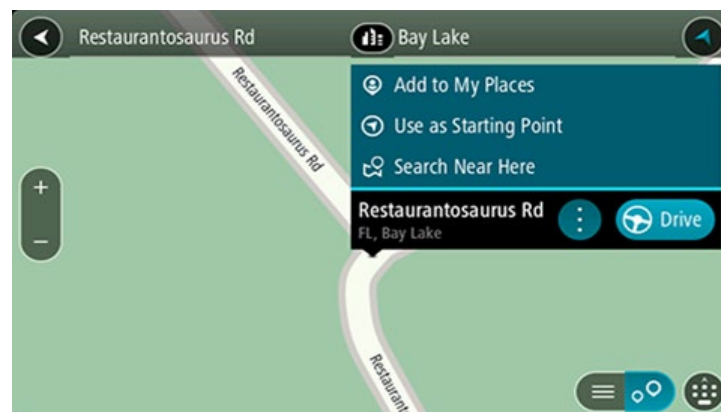 Restaurantosaurus Rd
Bay Lake
Restaurantosaurus Rd
Add to My Places
Use as Starting Point
Search Near Here
Restaurantosaurus Rd
FL, Bay Lake
Drive
+
−
Restaurant